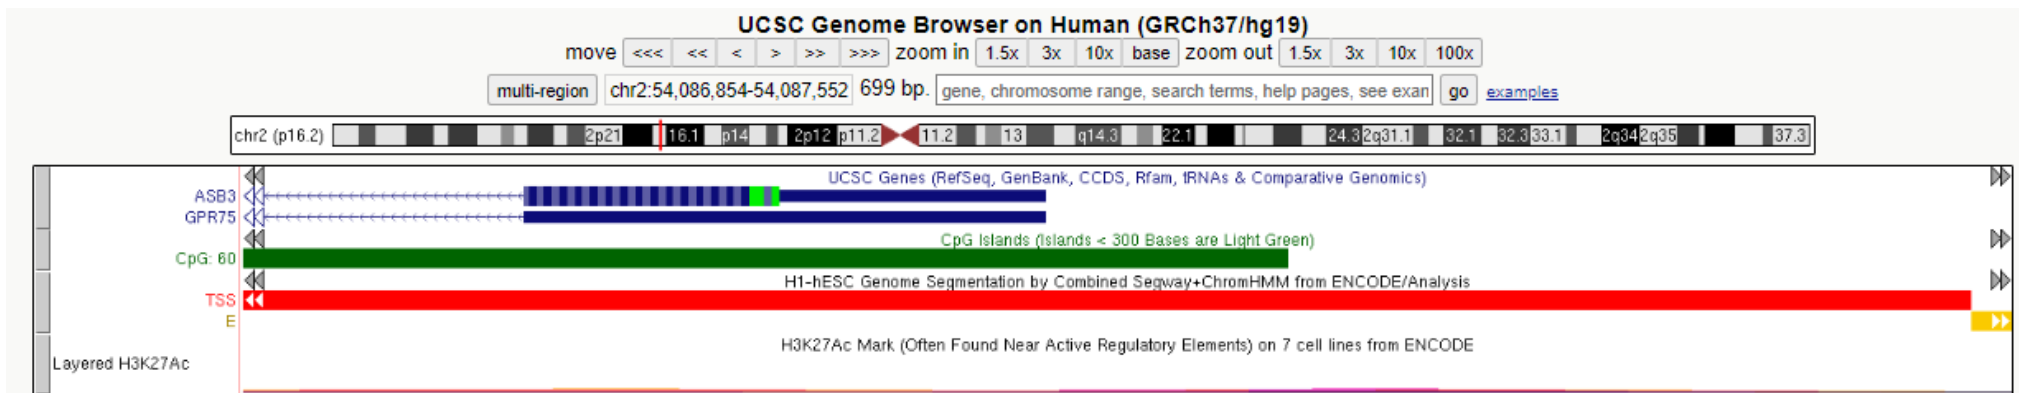 UCSC Genome Browser on Human (GRCh37/hg19)
move <<< << < > >> >>> zoom in 1.5x 3x 10x base zoom out 1.5x 3x 10x 100x
multi-region chr2:54,086,854-54,087,552 699 bp. gene, chromosome range, search terms, help pages, see exan go examples
chr2 (p16.2) 2p21 16.1 p14 2p12 p11.2 11.2 13 q14.3 22.1 24.3 2q31.1 32.1 32.3 33.1 2q34 2q35 37.3
UCSC Genes (RefSeq, GenBank, CCDS, Rfam, tRNAs & Comparative Genomics)
ASB3
GPR75
CpG Islands (Islands < 300 Bases are Light Green)
CpG: 60
H1-hESC Genome Segmentation by Combined Segway+ChromHMM from ENCODE/Analysis
TSS
E
H3K27Ac Mark (Often Found Near Active Regulatory Elements) on 7 cell lines from ENCODE
Layered H3K27Ac